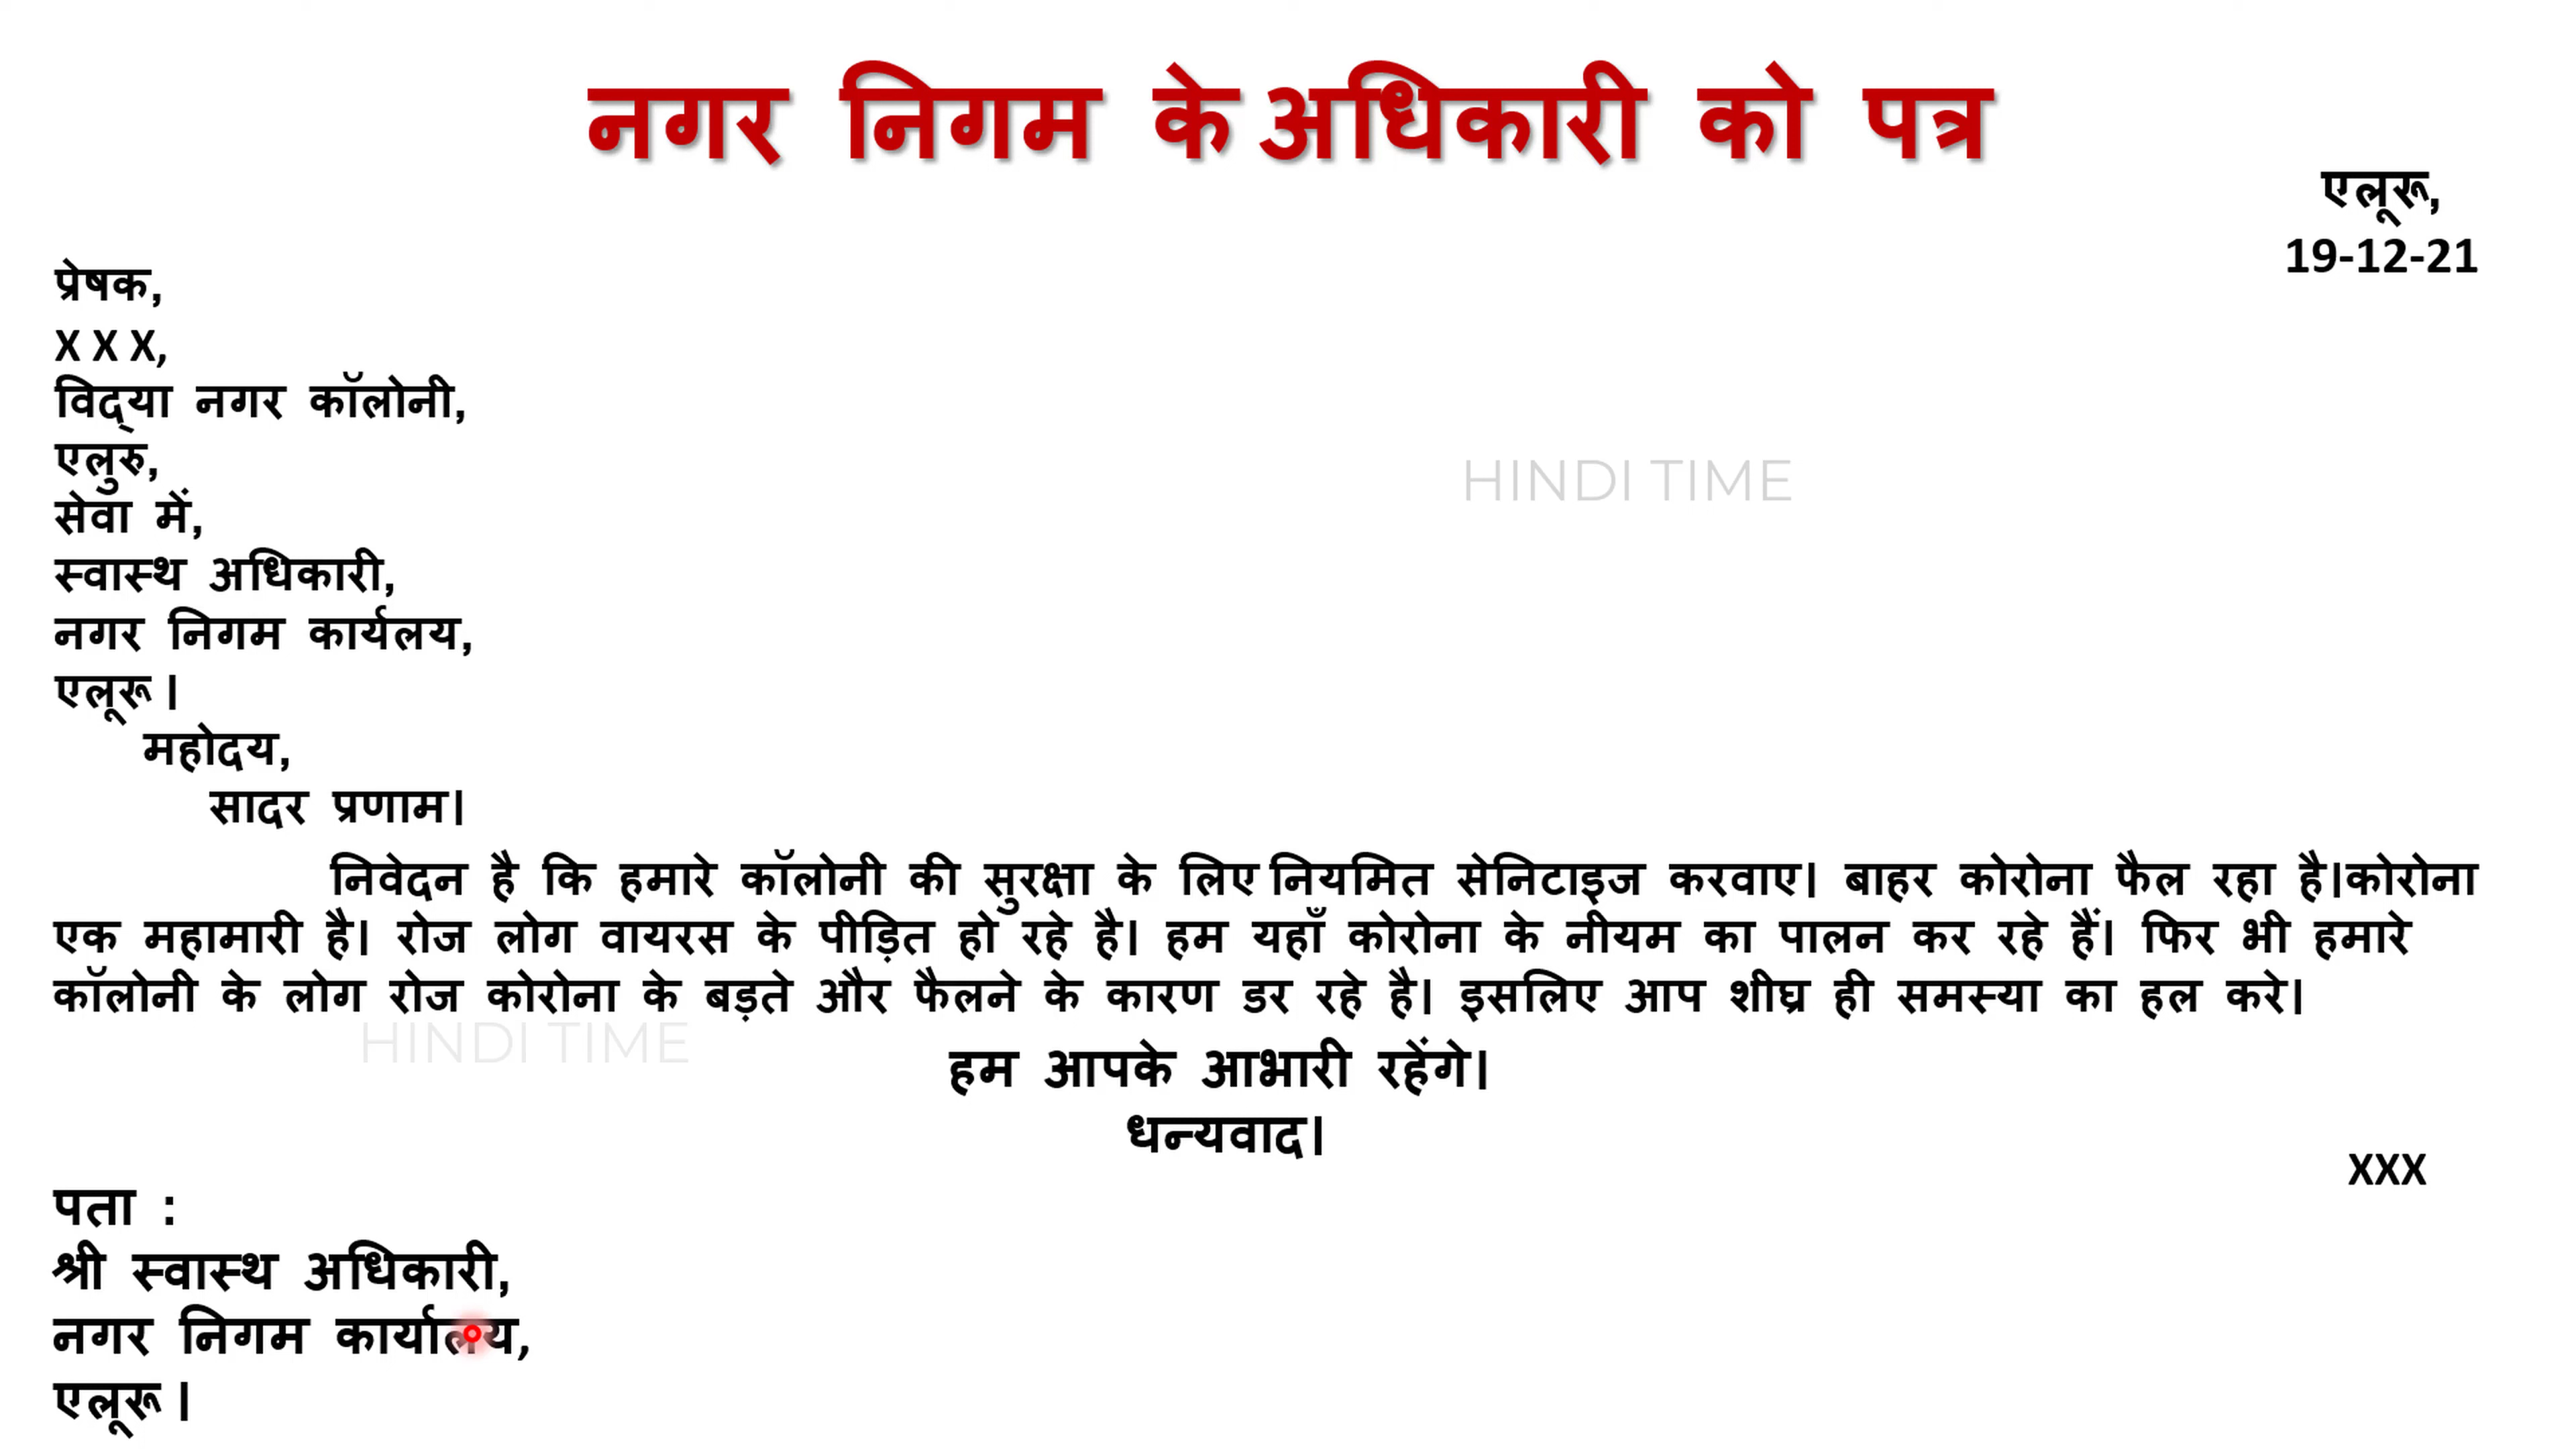 नगर निगम के अधिकारी को पत्र
एलूरू,
19-12-21
प्रेषक,
X X X,
विद्‌या नगर कॉलोनी,
एलुरु,
सेवा में,
स्वास्थ अधिकारी,
नगर निगम कार्यलय,
एलूरू।
महोदय,
सादर प्रणाम।
निवेदन है कि हमारे कॉलोनी की सुरक्षा के लिए नियमित सेनिटाइज करवाए। बाहर कोरोना फैल रहा है।कोरोना
एक महामारी है। रोज लोग वायरस के पीड़ित हो रहे है। हम यहाँ कोरोना के नीयम का पालन कर रहे हैं। फिर भी हमारे
कॉलोनी के लोग रोज कोरोना के बड़ते और फैलने के कारण डर रहे है। इसलिए आप शीघ्र ही समस्या का हल करे।
हम आपके आभारी रहेंगे।
धन्यवाद।
XXX
पता :
श्री स्वास्थ अधिकारी,
नगर निगम कार्यालय,
एलूरू।
HINDI TIME
HINDI TIME